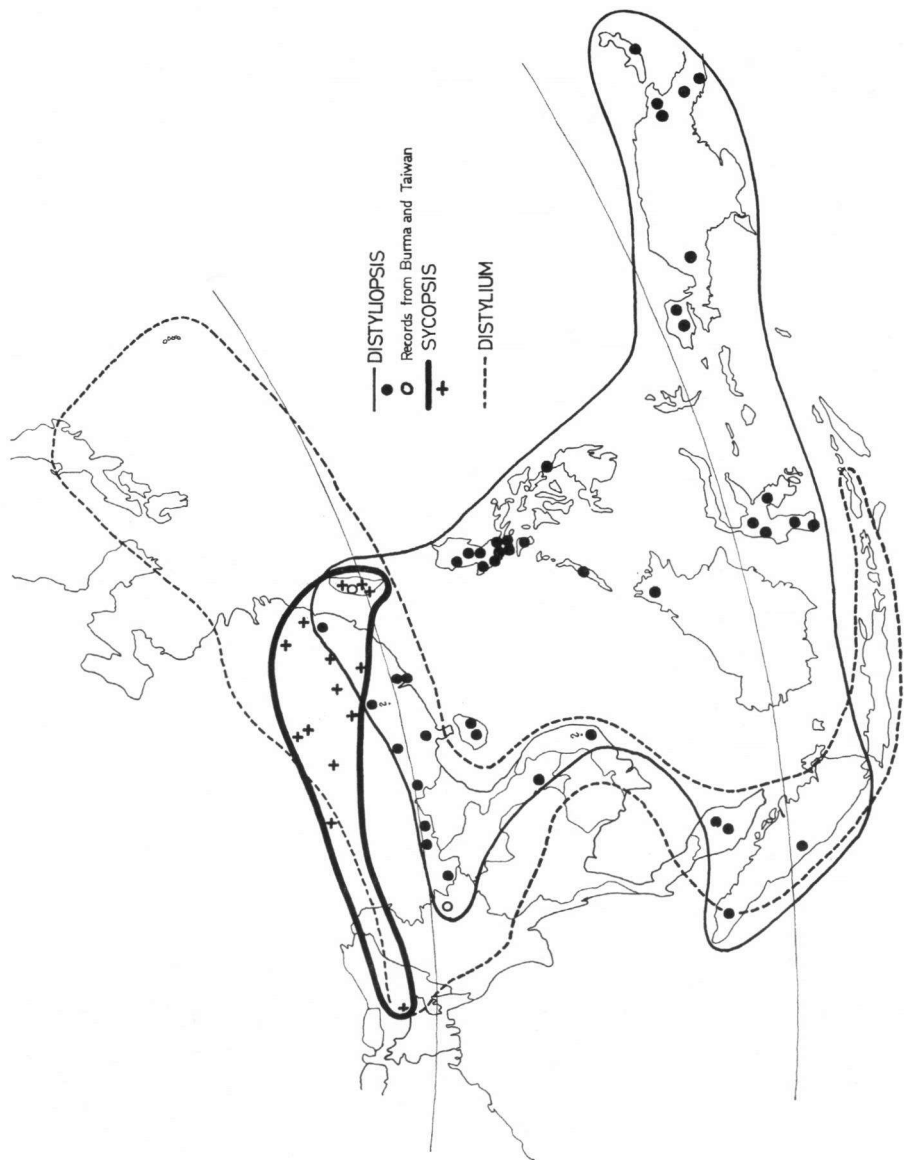 DISTYLIOPSIS
Records from Burma and Taiwan
SYCOPSIS
DISTYLIUM
?
?